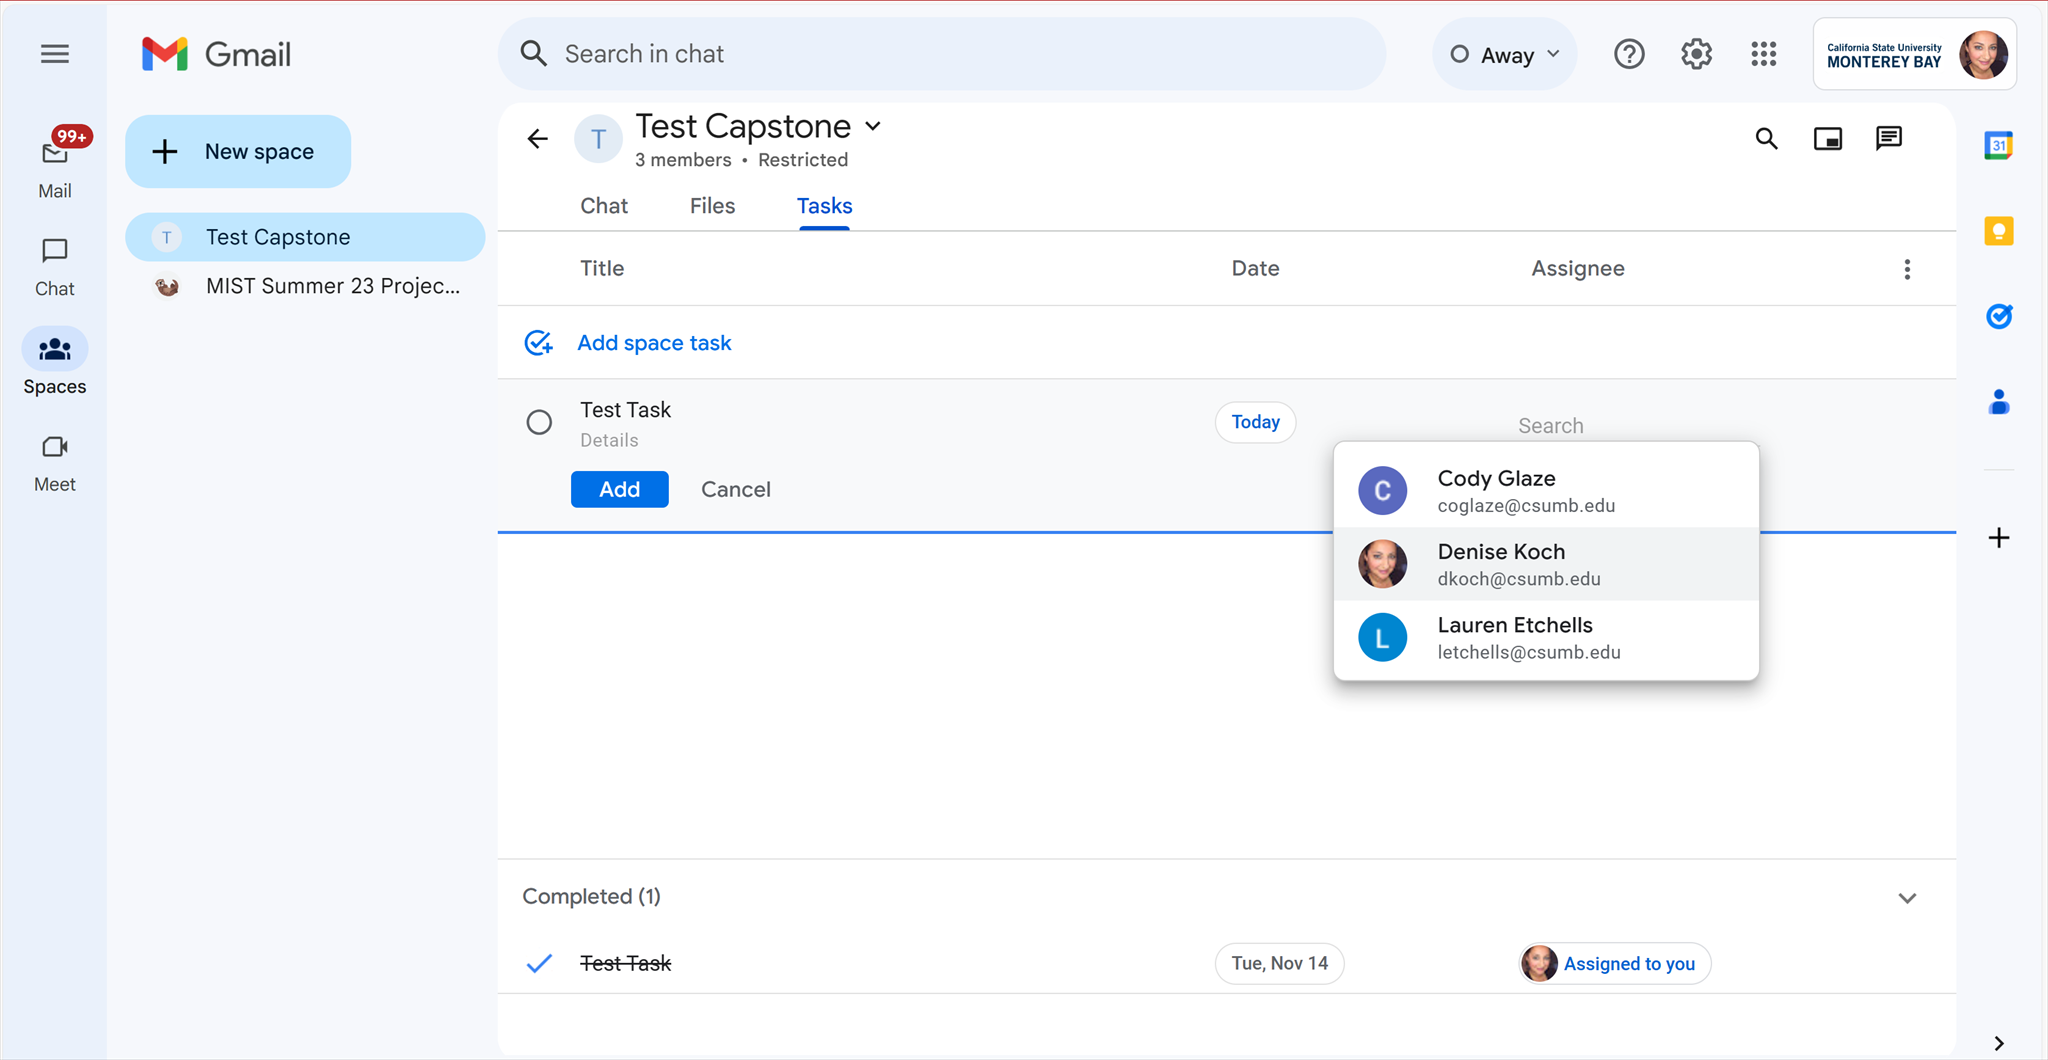 Gmail
Search in chat
Away
California State University
MONTEREY BAY
99+
Mail
Chat
Spaces
Meet
New space
T
Test Capstone
MIST Summer 23 Projec...
T
Test Capstone
3 members • Restricted
Chat
Files
Tasks
Title
Date
Assignee
Add space task
Test Task
Details
Today
Search
Add
Cancel
C
Cody Glaze
coglaze@csumb.edu
Denise Koch
dkoch@csumb.edu
L
Lauren Etchells
letchells@csumb.edu
Completed (1)
Test Task
Tue, Nov 14
Assigned to you
31